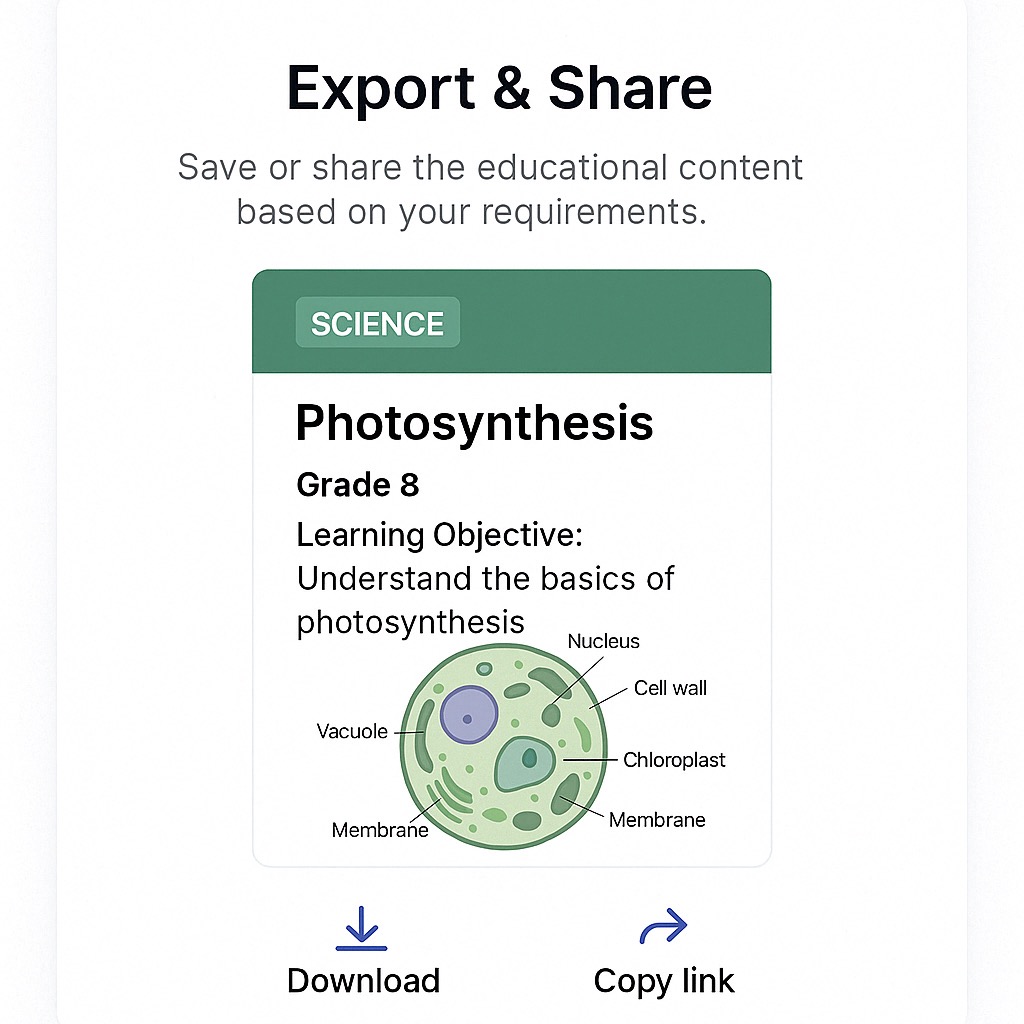 Export & Share
Save or share the educational content
based on your requirements.
SCIENCE
Photosynthesis
Grade 8
Learning Objective:
Understand the basics of
photosynthesis
Nucleus
Cell wall
Vacuole
Chloroplast
Membrane
Membrane
Download
Copy link